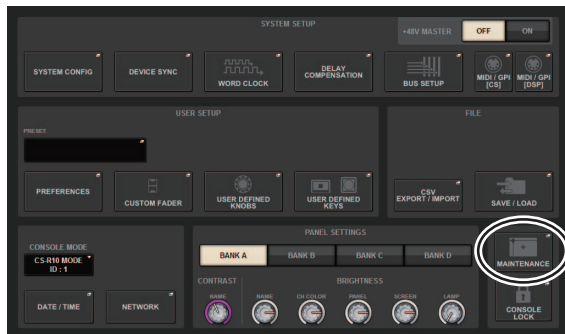 SYSTEM SETUP
+48V MASTER
OFF
ON
SYSTEM CONFIG
DEVICE SYNC
WORD CLOCK
DELAY
COMPENSATION
BUS SETUP
MIDI / GPI
[CS]
MIDI / GPI
[DSP]
USER SETUP
PRESET
PREFERENCES
CUSTOM FADER
USER DEFINED
KNOBS
USER DEFINED
KEYS
FILE
CSV
EXPORT / IMPORT
SAVE / LOAD
CONSOLE MODE
CS-R10 MODE
ID : 1
DATE / TIME
NETWORK
PANEL SETTINGS
BANK A
BANK B
BANK C
BANK D
CONTRAST
BRIGHTNESS
NAME
NAME
CH COLOR
PANEL
SCREEN
LAMP
MAINTENANCE
CONSOLE
LOCK